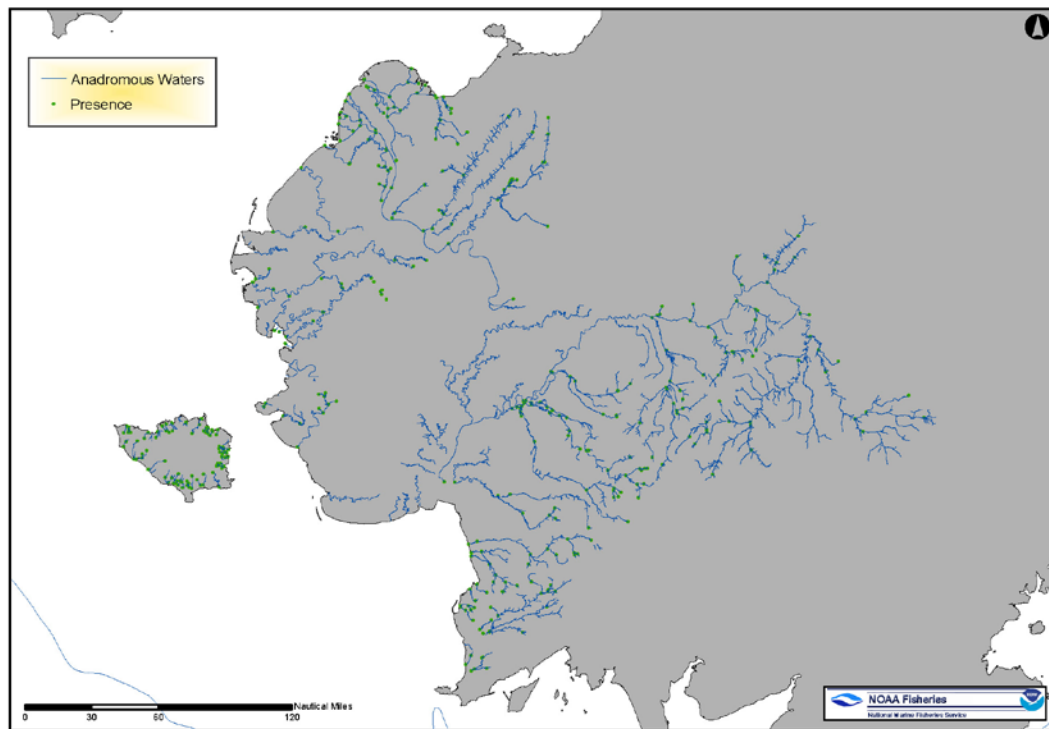 Anadromous Waters
Presence
Nautical Miles
0 30 60 120
NOAA Fisheries
National Marine Fisheries Service